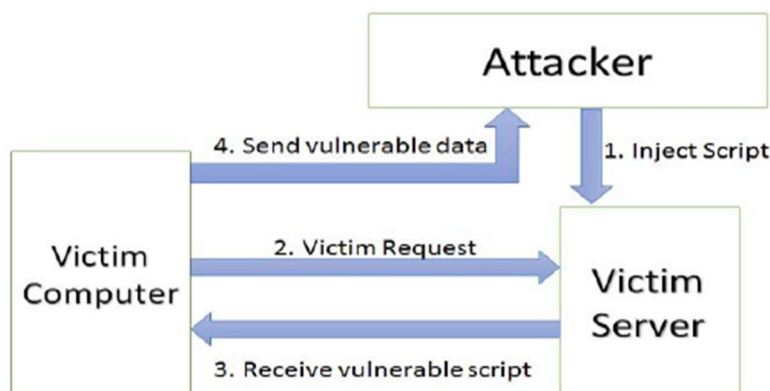 Attacker
4. Send vulnerable data
1. Inject Script
Victim
Computer
2. Victim Request
Victim
Server
3. Receive vulnerable script